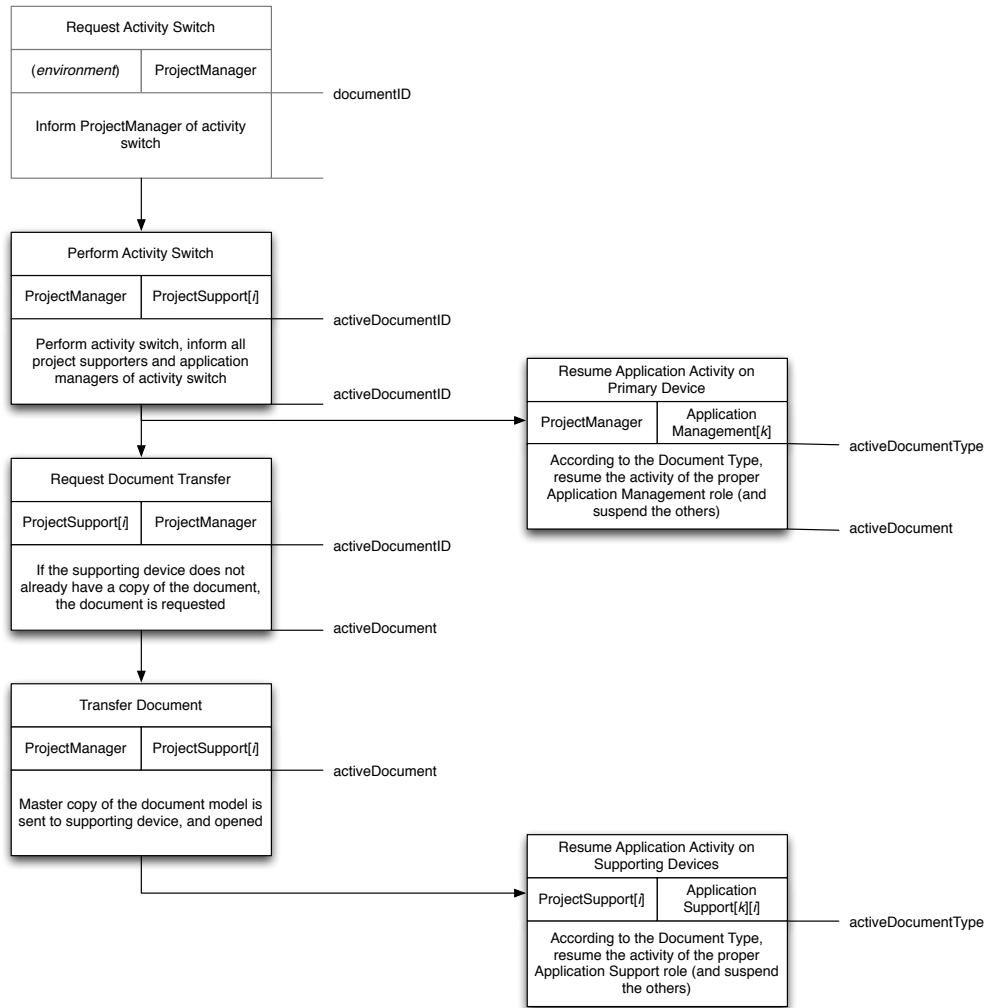 Request Activity Switch
(environment)
ProjectManager
documentID
Inform ProjectManager of activity
switch
Perform Activity Switch
ProjectManager
ProjectSupport[i]
activeDocumentID
Perform activity switch, inform all
project supporters and application
managers of activity switch
activeDocumentID
Resume Application Activity on
Primary Device
ProjectManager
Application
Management[k]
activeDocumentType
According to the Document Type,
resume the activity of the proper
Application Management role (and
suspend the others)
activeDocument
Request Document Transfer
ProjectSupport[i]
ProjectManager
activeDocumentID
If the supporting device does not
already have a copy of the document,
the document is requested
activeDocument
Transfer Document
ProjectManager
ProjectSupport[i]
activeDocument
Master copy of the document model is
sent to supporting device, and opened
Resume Application Activity on
Supporting Devices
ProjectSupport[i]
Application
Support[k][i]
activeDocumentType
According to the Document Type,
resume the activity of the proper
Application Support role (and suspend
the others)